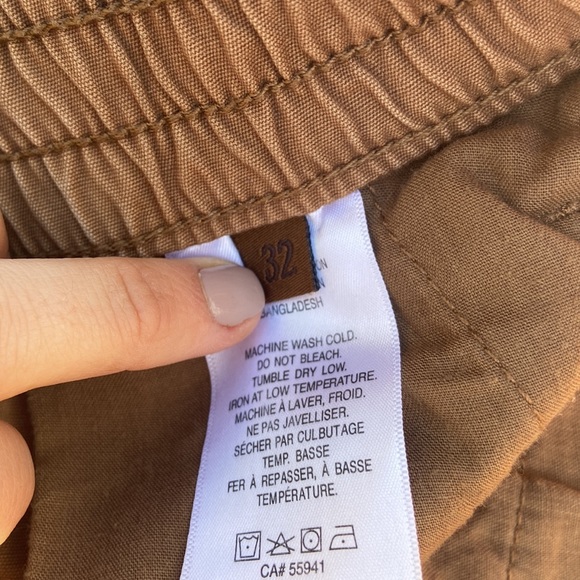 32
BANGLADESH
MACHINE WASH COLD.
DO NOT BLEACH.
TUMBLE DRY LOW.
IRON AT LOW TEMPERATURE.
MACHINE À LAVER, FROID.
NE PAS JAVELLISER.
SÉCHER PAR CULBUTAGE
TEMP. BASSE
FER À REPASSER, À BASSE
TEMPÉRATURE.
CA# 55941